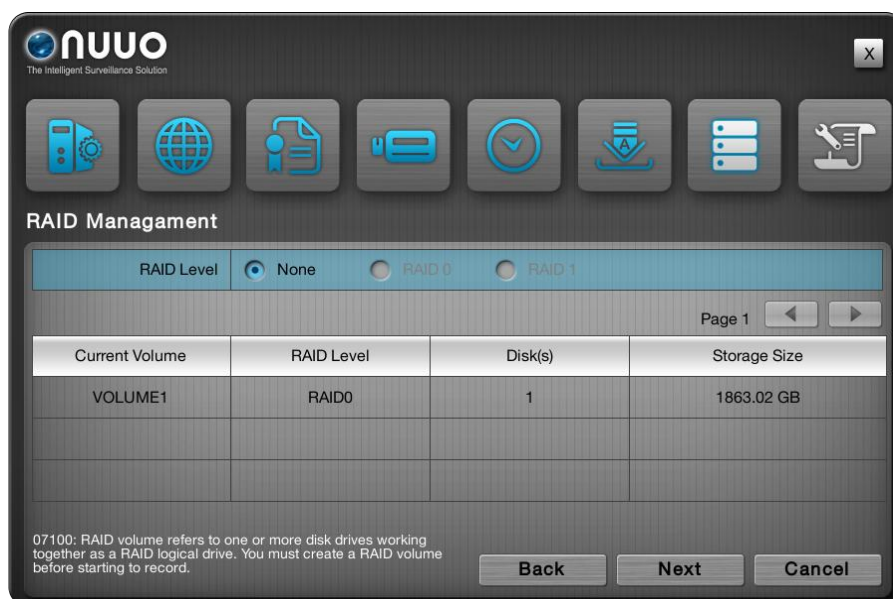 nuuo
The Intelligent Surveillance Solution
X
A
RAID Managament
RAID Level None RAID 0 RAID 1
Page 1
Current Volume RAID Level Disk(s) Storage Size
VOLUME1 RAID0 1 1863.02 GB
07100: RAID volume refers to one or more disk drives working
together as a RAID logical drive. You must create a RAID volume
before starting to record.
Back Next Cancel